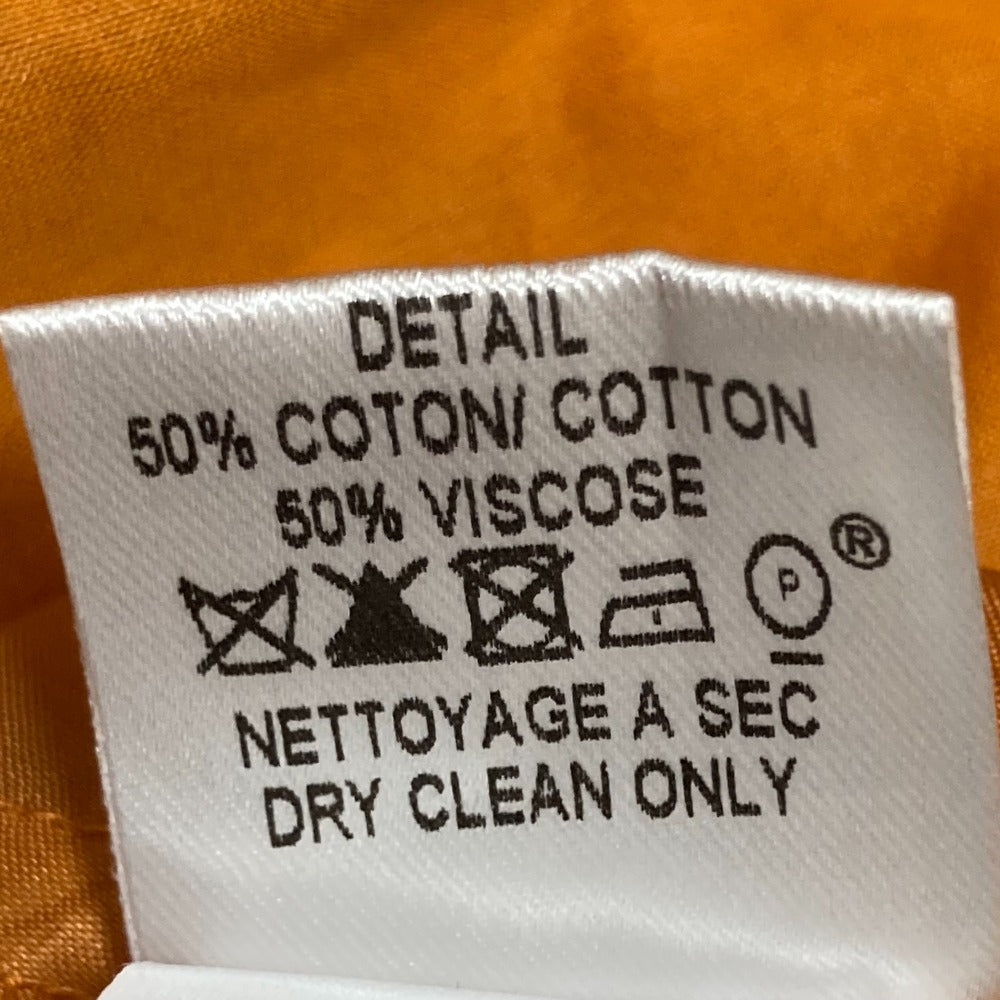 DETAIL
50% COTON/ COTTON
50% VISCOSE
P ®
NETTOYAGE A SEC
DRY CLEAN ONLY